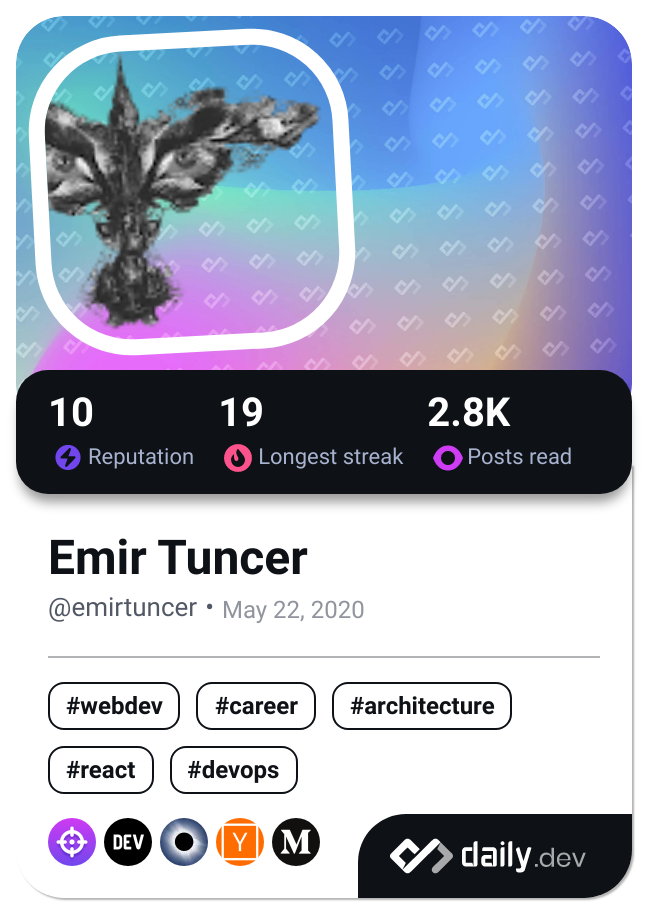 10 19 2.8K
Reputation Longest streak Posts read
Emir Tuncer
@emirtuncer • May 22, 2020
#webdev #career #architecture
#react #devops
DEV Y M
daily.dev